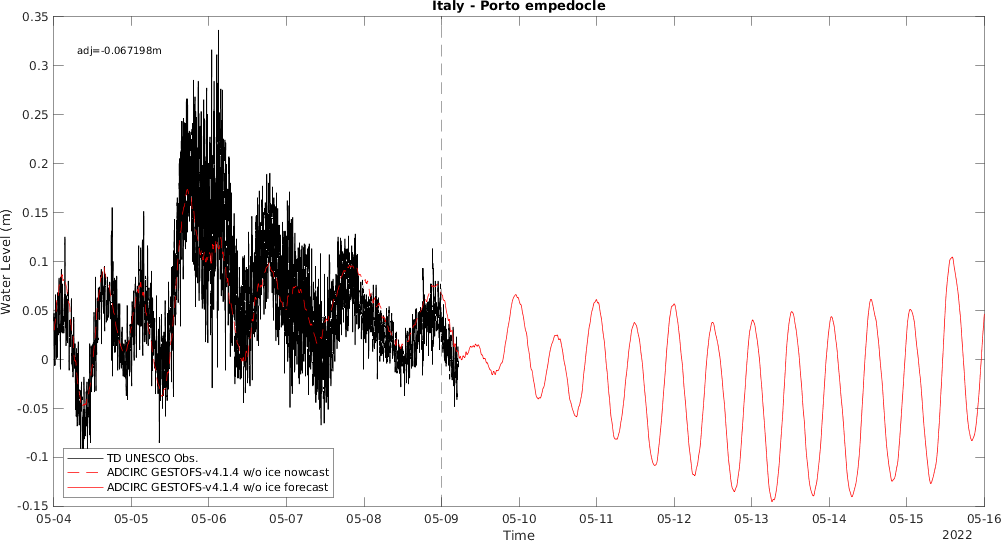 Italy - Porto empedocle
adj=-0.067198m
Water Level (m)
0.35
0.3
0.25
0.2
0.15
0.1
0.05
0
-0.05
-0.1
-0.15
TD UNESCO Obs.
ADCIRC GESTOFS-v4.1.4 w/o ice nowcast
ADCIRC GESTOFS-v4.1.4 w/o ice forecast
05-04 05-05 05-06 05-07 05-08 05-09 05-10 05-11 05-12 05-13 05-14 05-15 05-16
Time
2022